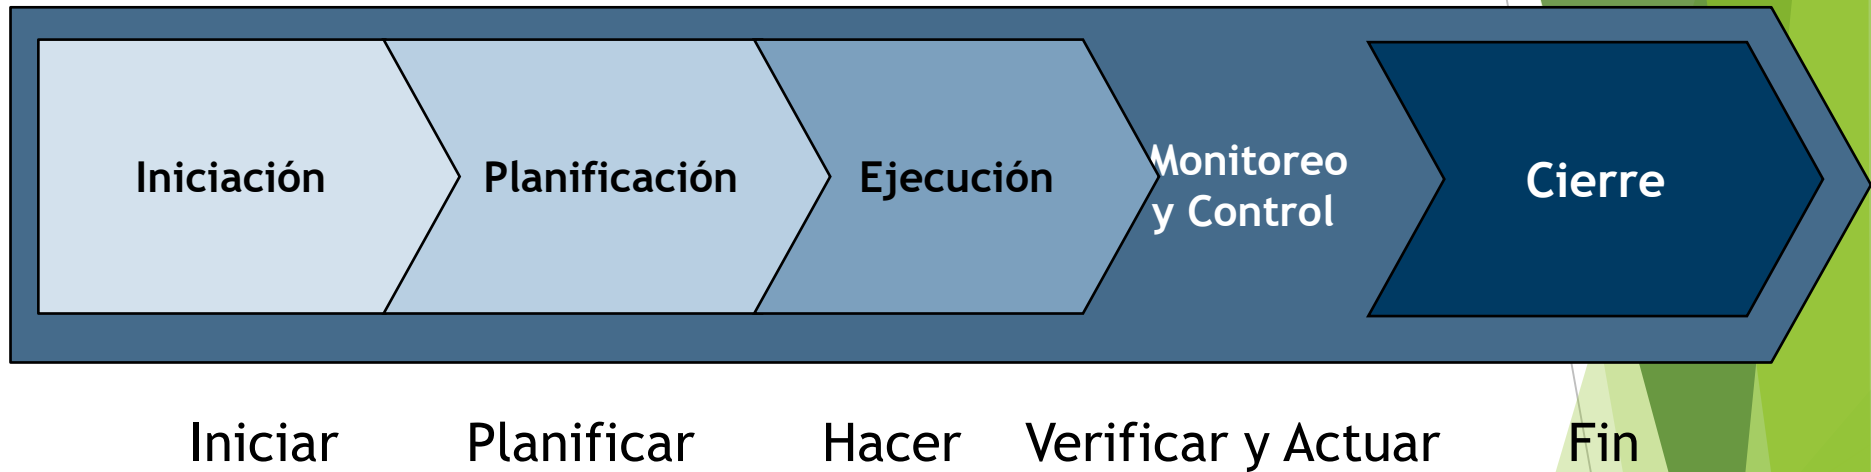 Iniciación
Planificación
Ejecución
Monitoreo
y Control
Cierre
Iniciar
Planificar
Hacer
Verificar y Actuar
Fin